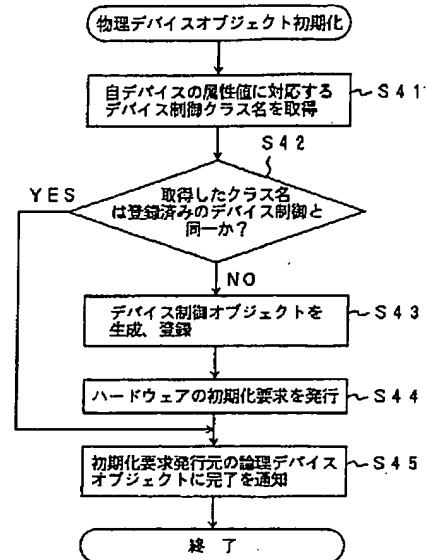 物理デバイスオブジェクト初期化
自デバイスの属性値に対応する
デバイス制御クラス名を取得
S41
S42
取得したクラス名
は登録済みのデバイス制御と
同一か?
YES
NO
デバイス制御オブジェクトを
生成、登録
S43
ハードウェアの初期化要求を発行
S44
初期化要求発行元の論理デバイス
オブジェクトに完了を通知
S45
終了